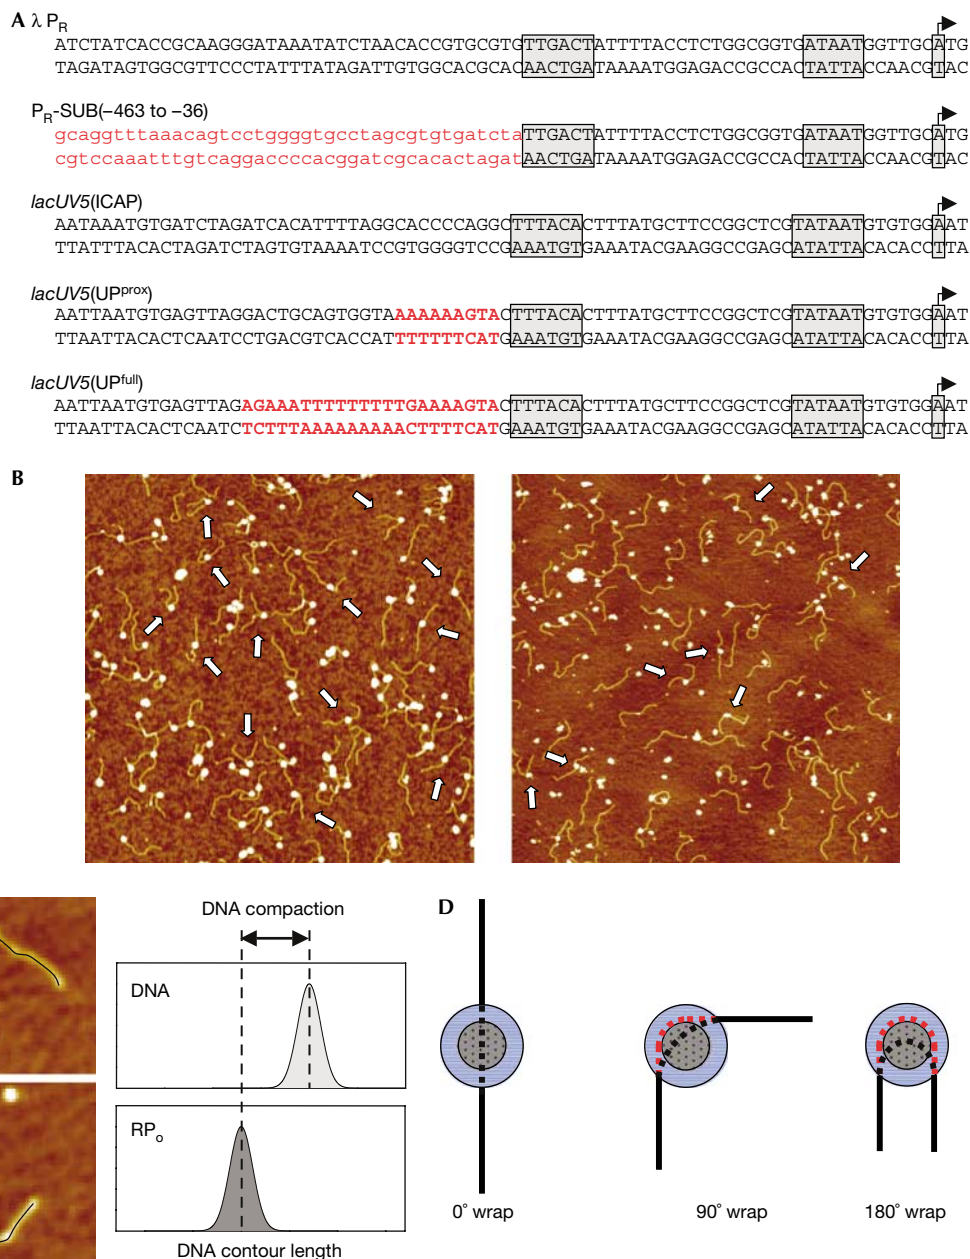 A λ PR
ATCTATCACCGCAAGGGATAAATATCTAACACCGTGCGTGTTGACTATTTTACCTCTGGCGGTGATAATGGTTGCATG
TAGATAGTGGCGTTCCCTATTTATAGATTGTGGCACGCACAACTGATAAAATGGAGACCGCCACTATTACCAACGTAC
PR-SUB(−463 to −36)
gcaggtttaaacagtcctggggtgcctagcgtgtgatctaTTGACTATTTTACCTCTGGCGGTGATAATGGTTGCATG
cgtccaaatttgtcaggaccccacggatcgcacactagatAACTGATAAAATGGAGACCGCCACTATTACCAACGTAC
lacUV5(ICAP)
AATAAATGTGATCTAGATCACATTTTAGGCACCCCAGGCTTTACACTTTATGCTTCCGGCTCGTATAATGTGTGGAAT
TTATTTACACTAGATCTAGTGTAAAATCCGTGGGGTCCGAAATGTGAAATACGAAGGCCGAGCATATTACACACCTTA
lacUV5(UPprox)
AATTAATGTGAGTTAGGACTGCAGTGGTAAAAAAAGTACTTTACACTTTATGCTTCCGGCTCGTATAATGTGTGGAAT
TTAATTACACTCAATCCTGACGTCACCATTTTTTTCATGAAATGTGAAATACGAAGGCCGAGCATATTACACACCTTA
lacUV5(UPfull)
AATTAATGTGAGTTAGAGAAATTTTTTTTTGAAAAGTACTTTACACTTTATGCTTCCGGCTCGTATAATGTGTGGAAT
TTAATTACACTCAATCTCTTTAAAAAAAAACTTTTCATGAAATGTGAAATACGAAGGCCGAGCATATTACACACCTTA
B
DNA compaction
DNA
RPo
DNA contour length
D
0° wrap
90° wrap
180° wrap